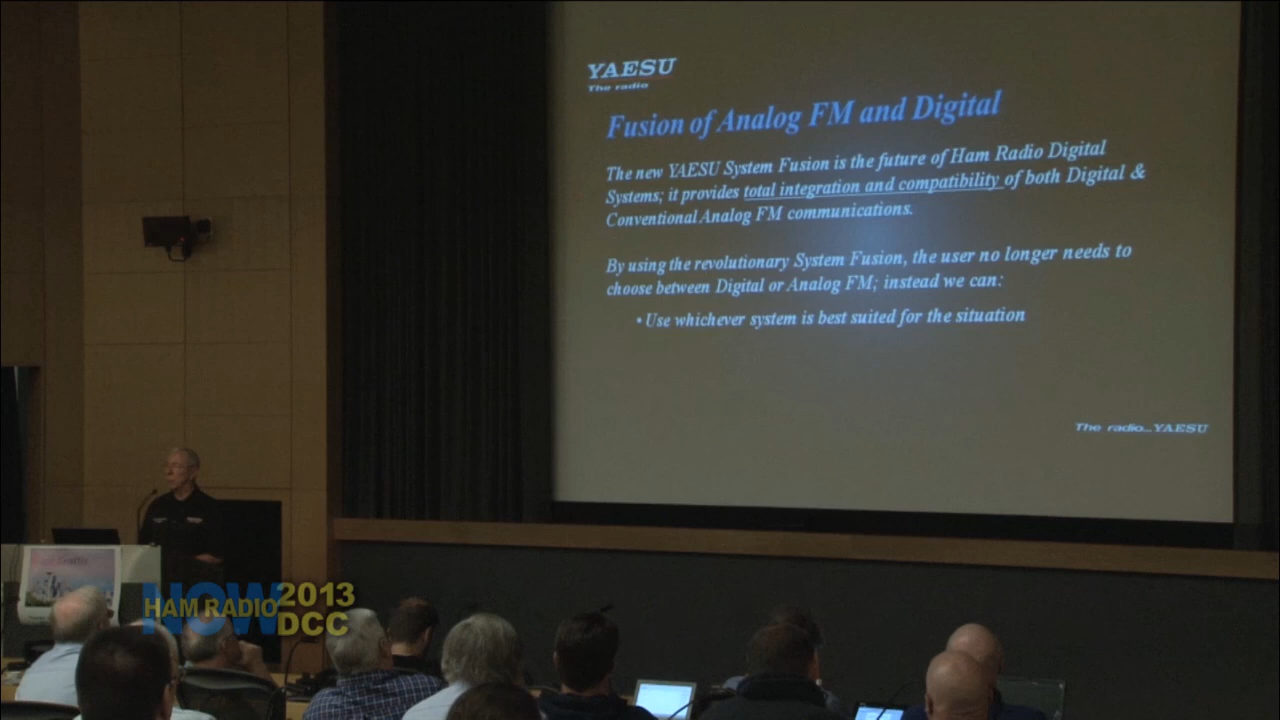 YAESU
The radio
Fusion of Analog FM and Digital
The new YAESU System Fusion is the future of Ham Radio Digital
Systems; it provides total integration and compatibility of both Digital &
Conventional Analog FM communications.
By using the revolutionary System Fusion, the user no longer needs to
choose between Digital or Analog FM; instead we can:
• Use whichever system is best suited for the situation
The radio...YAESU
NOW
HAM RADIO
2013
DCC